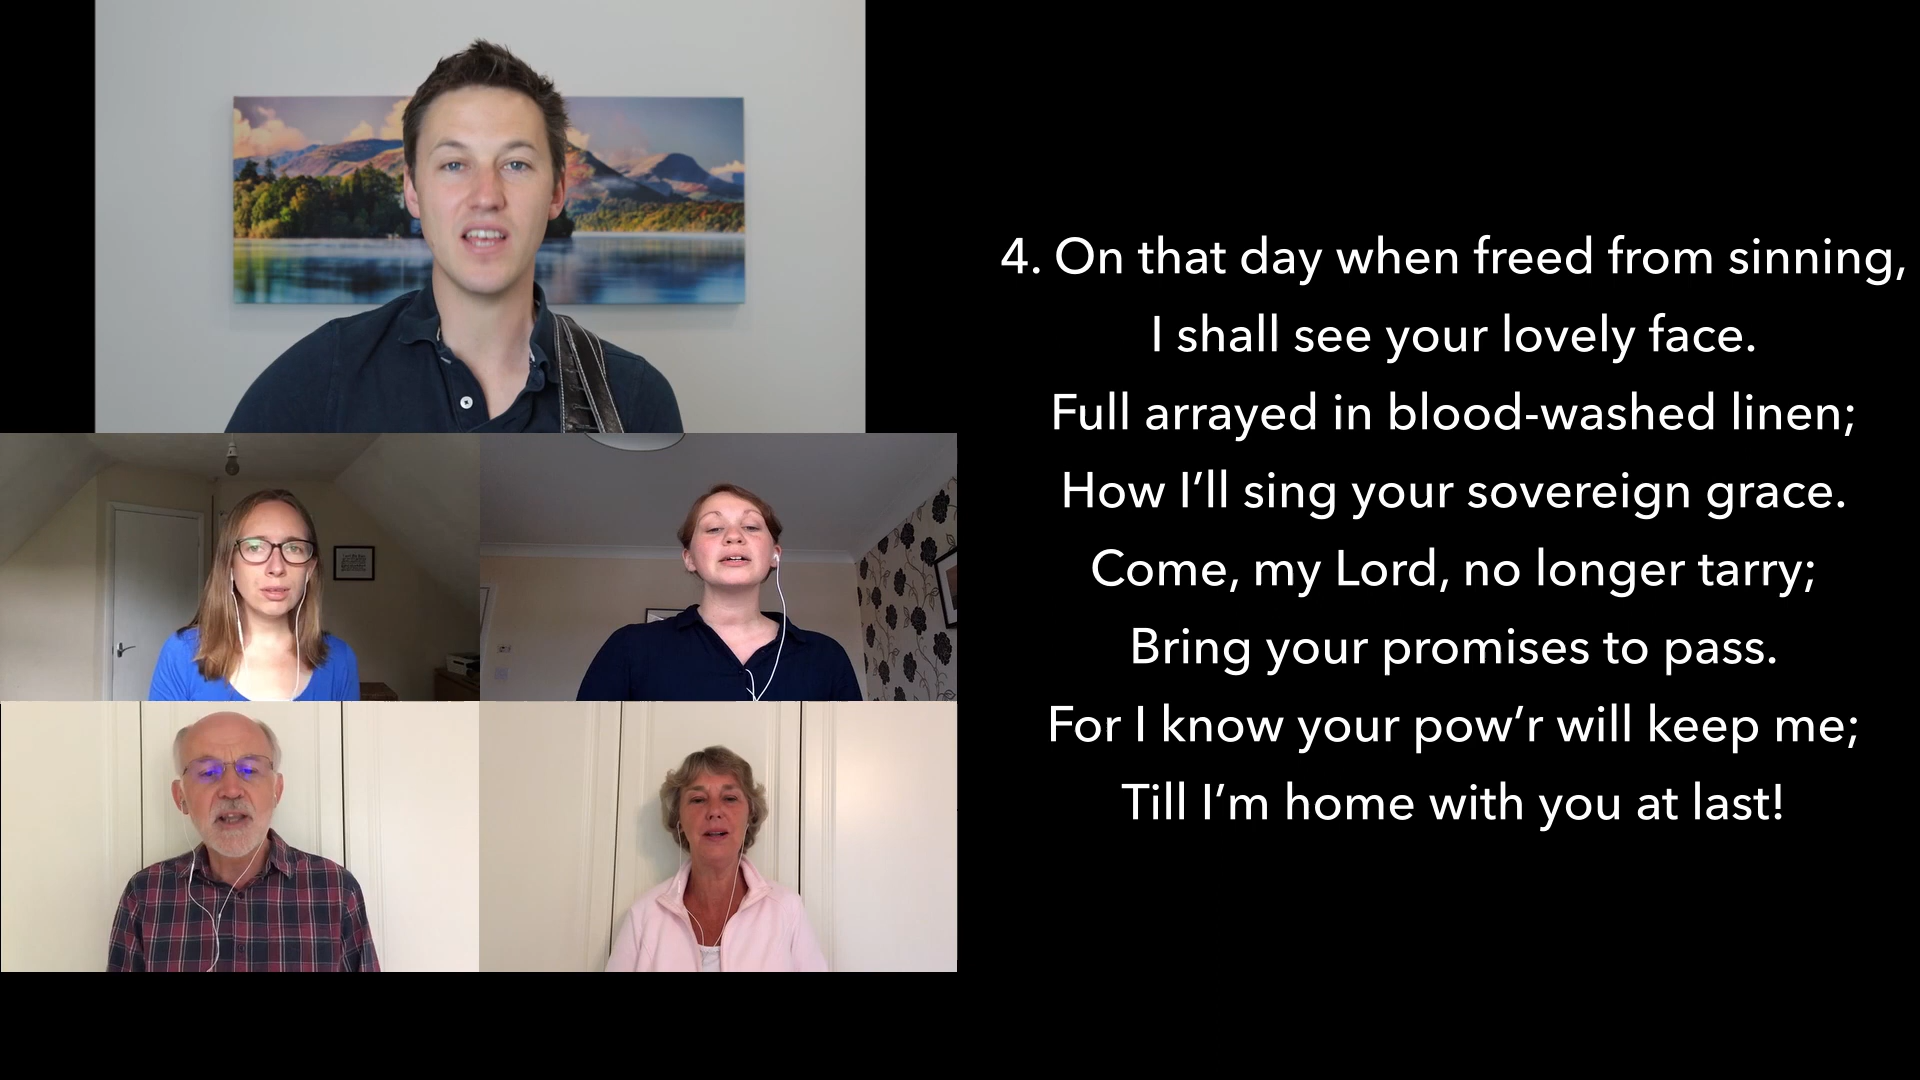 4. On that day when freed from sinning,
I shall see your lovely face.
Full arrayed in blood-washed linen;
How I’ll sing your sovereign grace.
Come, my Lord, no longer tarry;
Bring your promises to pass.
For I know your pow’r will keep me;
Till I’m home with you at last!